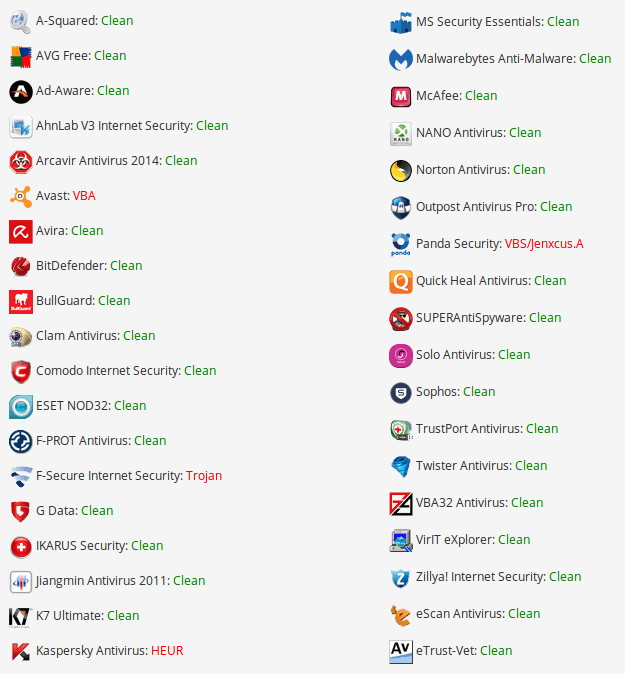 A-Squared: Clean
AVG Free: Clean
Ad-Aware: Clean
AhnLab V3 Internet Security: Clean
Arcavir Antivirus 2014: Clean
Avast: VBA
Avira: Clean
BitDefender: Clean
BullGuard: Clean
Clam Antivirus: Clean
Comodo Internet Security: Clean
ESET NOD32: Clean
F-PROT Antivirus: Clean
F-Secure Internet Security: Trojan
G Data: Clean
IKARUS Security: Clean
Jiangmin Antivirus 2011: Clean
K7 Ultimate: Clean
Kaspersky Antivirus: HEUR
MS Security Essentials: Clean
Malwarebytes Anti-Malware: Clean
McAfee: Clean
NANO Antivirus: Clean
Norton Antivirus: Clean
Outpost Antivirus Pro: Clean
Panda Security: VBS/Jenxcus.A
Quick Heal Antivirus: Clean
SUPERAntiSpyware: Clean
Solo Antivirus: Clean
Sophos: Clean
TrustPort Antivirus: Clean
Twister Antivirus: Clean
VBA32 Antivirus: Clean
VirIT eXplorer: Clean
Zillya! Internet Security: Clean
eScan Antivirus: Clean
eTrust-Vet: Clean